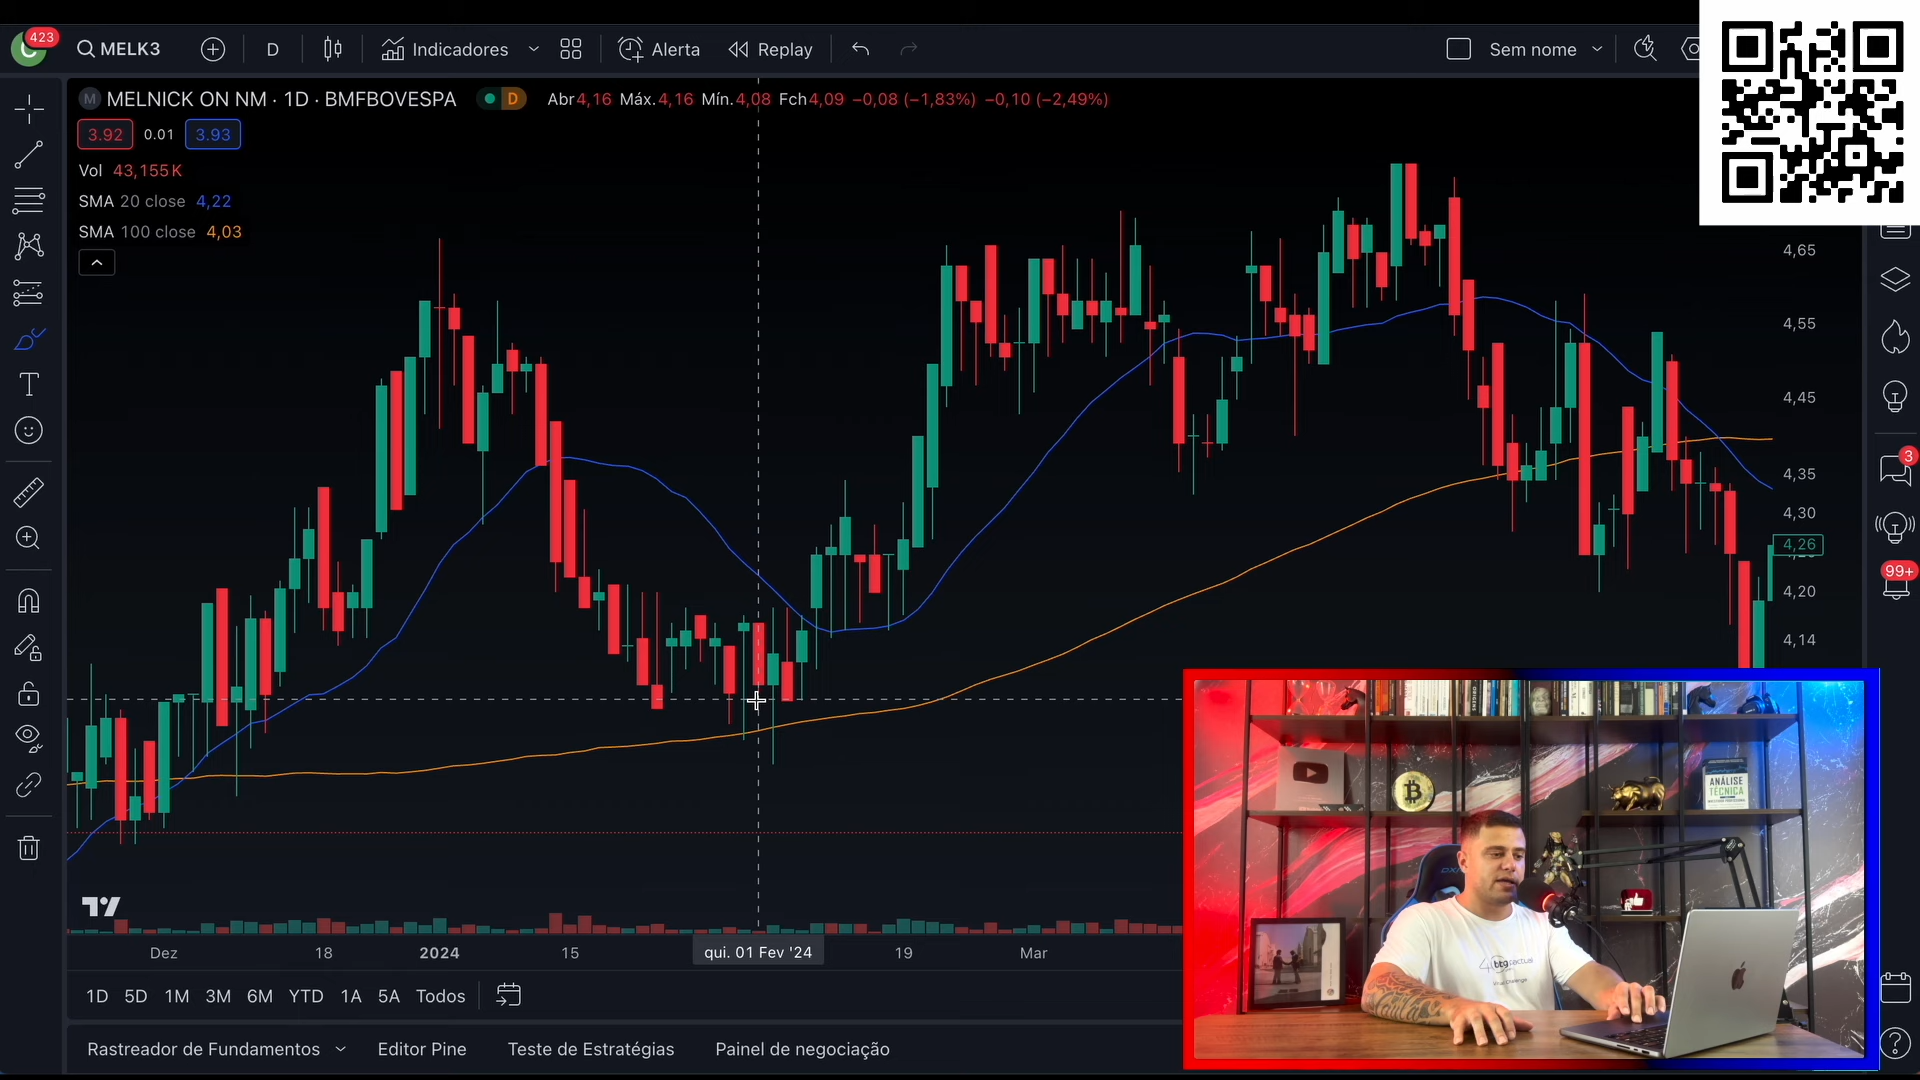 C
423
MELK3
D
Indicadores
Alerta
Replay
Sem nome
M
MELNICK ON NM · 1D · BMFBOVESPA
D
Abr4,16 Máx.4,16 Mín.4,08 Fch4,09 −0,08 (−1,83%) −0,10 (−2,49%)
3.92
0.01
3.93
Vol 43,155K
SMA 20 close 4,22
SMA 100 close 4,03
4,65
4,55
4,45
4,35
4,30
4,26
4,20
4,14
3
99+
ANÁLISE
TÉCNICA
btg pactual
Dez
18
2024
15
qui. 01 Fev '24
19
Mar
1D
5D
1M
3M
6M
YTD
1A
5A
Todos
Rastreador de Fundamentos
Editor Pine
Teste de Estratégias
Painel de negociação